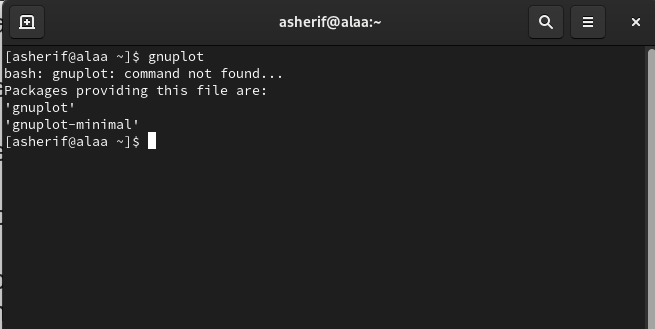 asherif@alaa:~
[asherif@alaa ~]$ gnuplot
bash: gnuplot: command not found...
Packages providing this file are:
'gnuplot'
'gnuplot-minimal'
[asherif@alaa ~]$